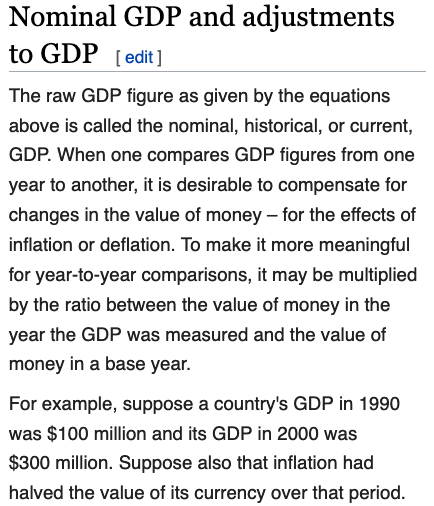 Nominal GDP and adjustments
to GDP [ edit ]
The raw GDP figure as given by the equations
above is called the nominal, historical, or current,
GDP. When one compares GDP figures from one
year to another, it is desirable to compensate for
changes in the value of money – for the effects of
inflation or deflation. To make it more meaningful
for year-to-year comparisons, it may be multiplied
by the ratio between the value of money in the
year the GDP was measured and the value of
money in a base year.
For example, suppose a country's GDP in 1990
was $100 million and its GDP in 2000 was
$300 million. Suppose also that inflation had
halved the value of its currency over that period.